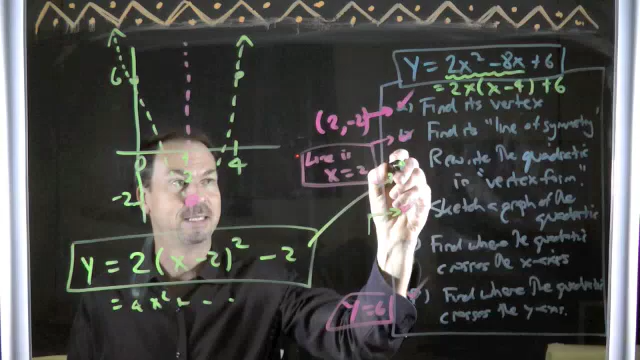 Y = 2x² - 8x + 6
= 2x(x-4) + 6
Find its vertex
(2, -2)
Find its "line of symmetry
Line is
x = 2
Rewrite the quadratic
in "vertex-form".
Sketch a graph of the
quadratic
Find where the quadratic
crosses the x-axis
Find where the quadratic
crosses the y-axis.
Y = 6
6
0
2
4
-2
Y = 2(x-2)² - 2
= ax² + - -